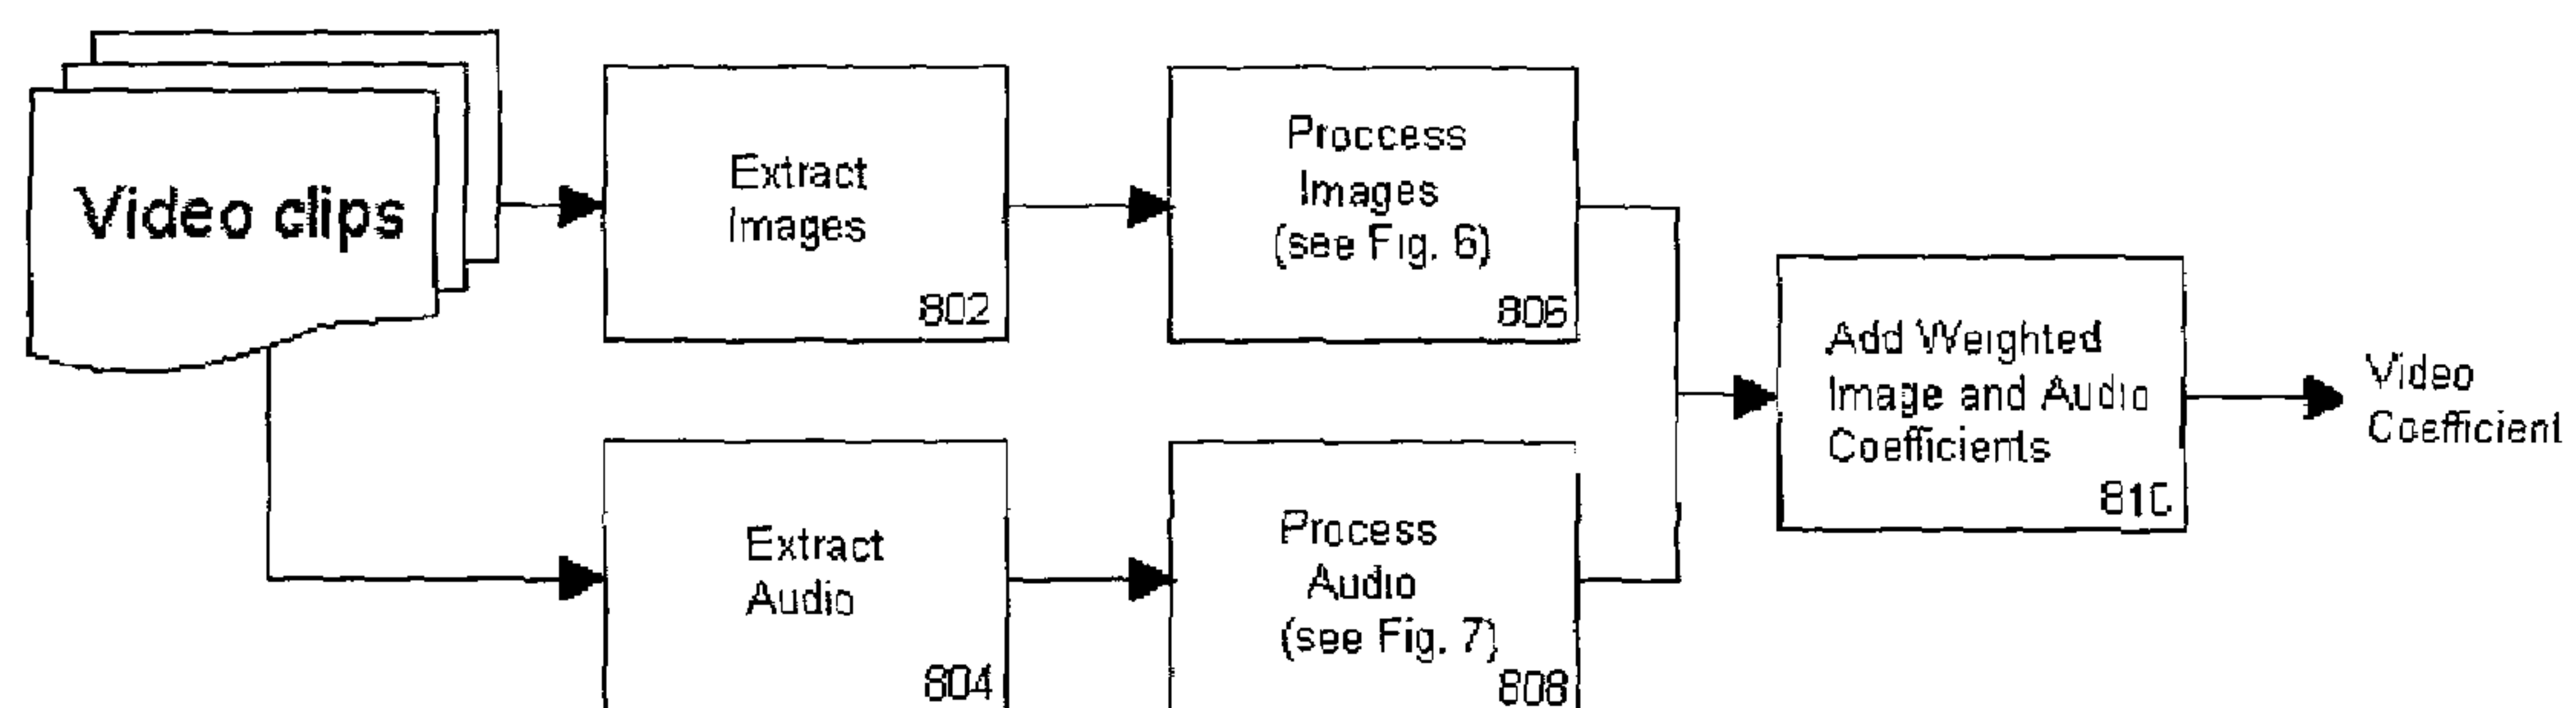 Video clips
Extract
Images
802
Proccess
Images
(see Fig. 6)
806
Extract
Audio
804
Process
Audio
(see Fig. 7)
808
Add Weighted
Image and Audio
Coefficients
810
Video
Coefficient